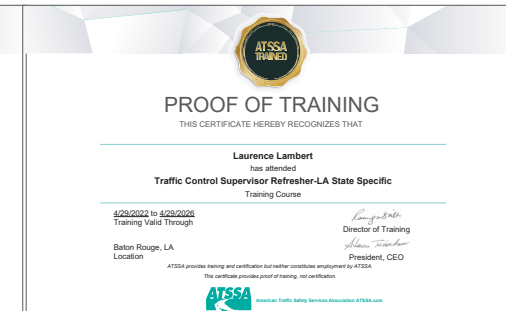 ATSSA
TRAINED
PROOF OF TRAINING
THIS CERTIFICATE HEREBY RECOGNIZES THAT
Laurence Lambert
has attended
Traffic Control Supervisor Refresher-LA State Specific
Training Course
4/29/2022 to 4/29/2026
Training Valid Through
Director of Training
Baton Rouge, LA
Location
President, CEO
ATSSA provides training and certification but neither constitutes employment by ATSSA.
This certificate provides proof of training, not certification.
ATSSA
American Traffic Safety Services Association ATSSA.com